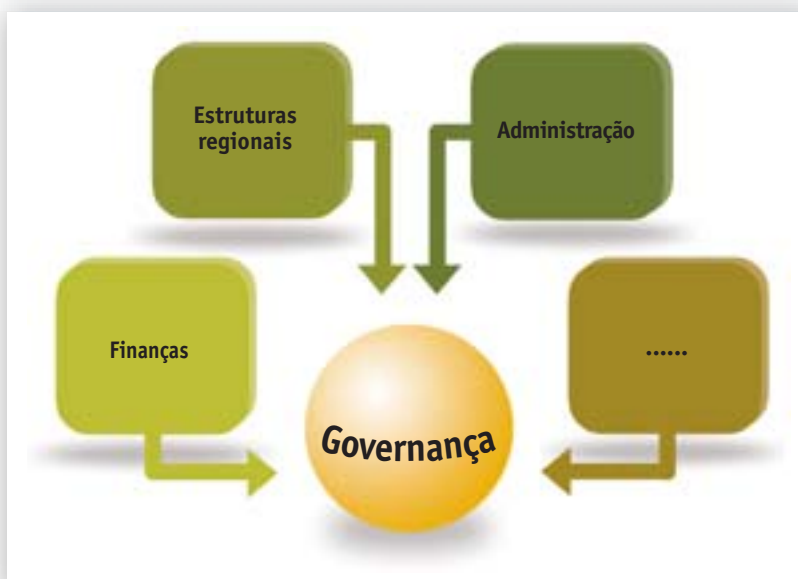 Estruturas
regionais
Administração
Finanças
......
Governança